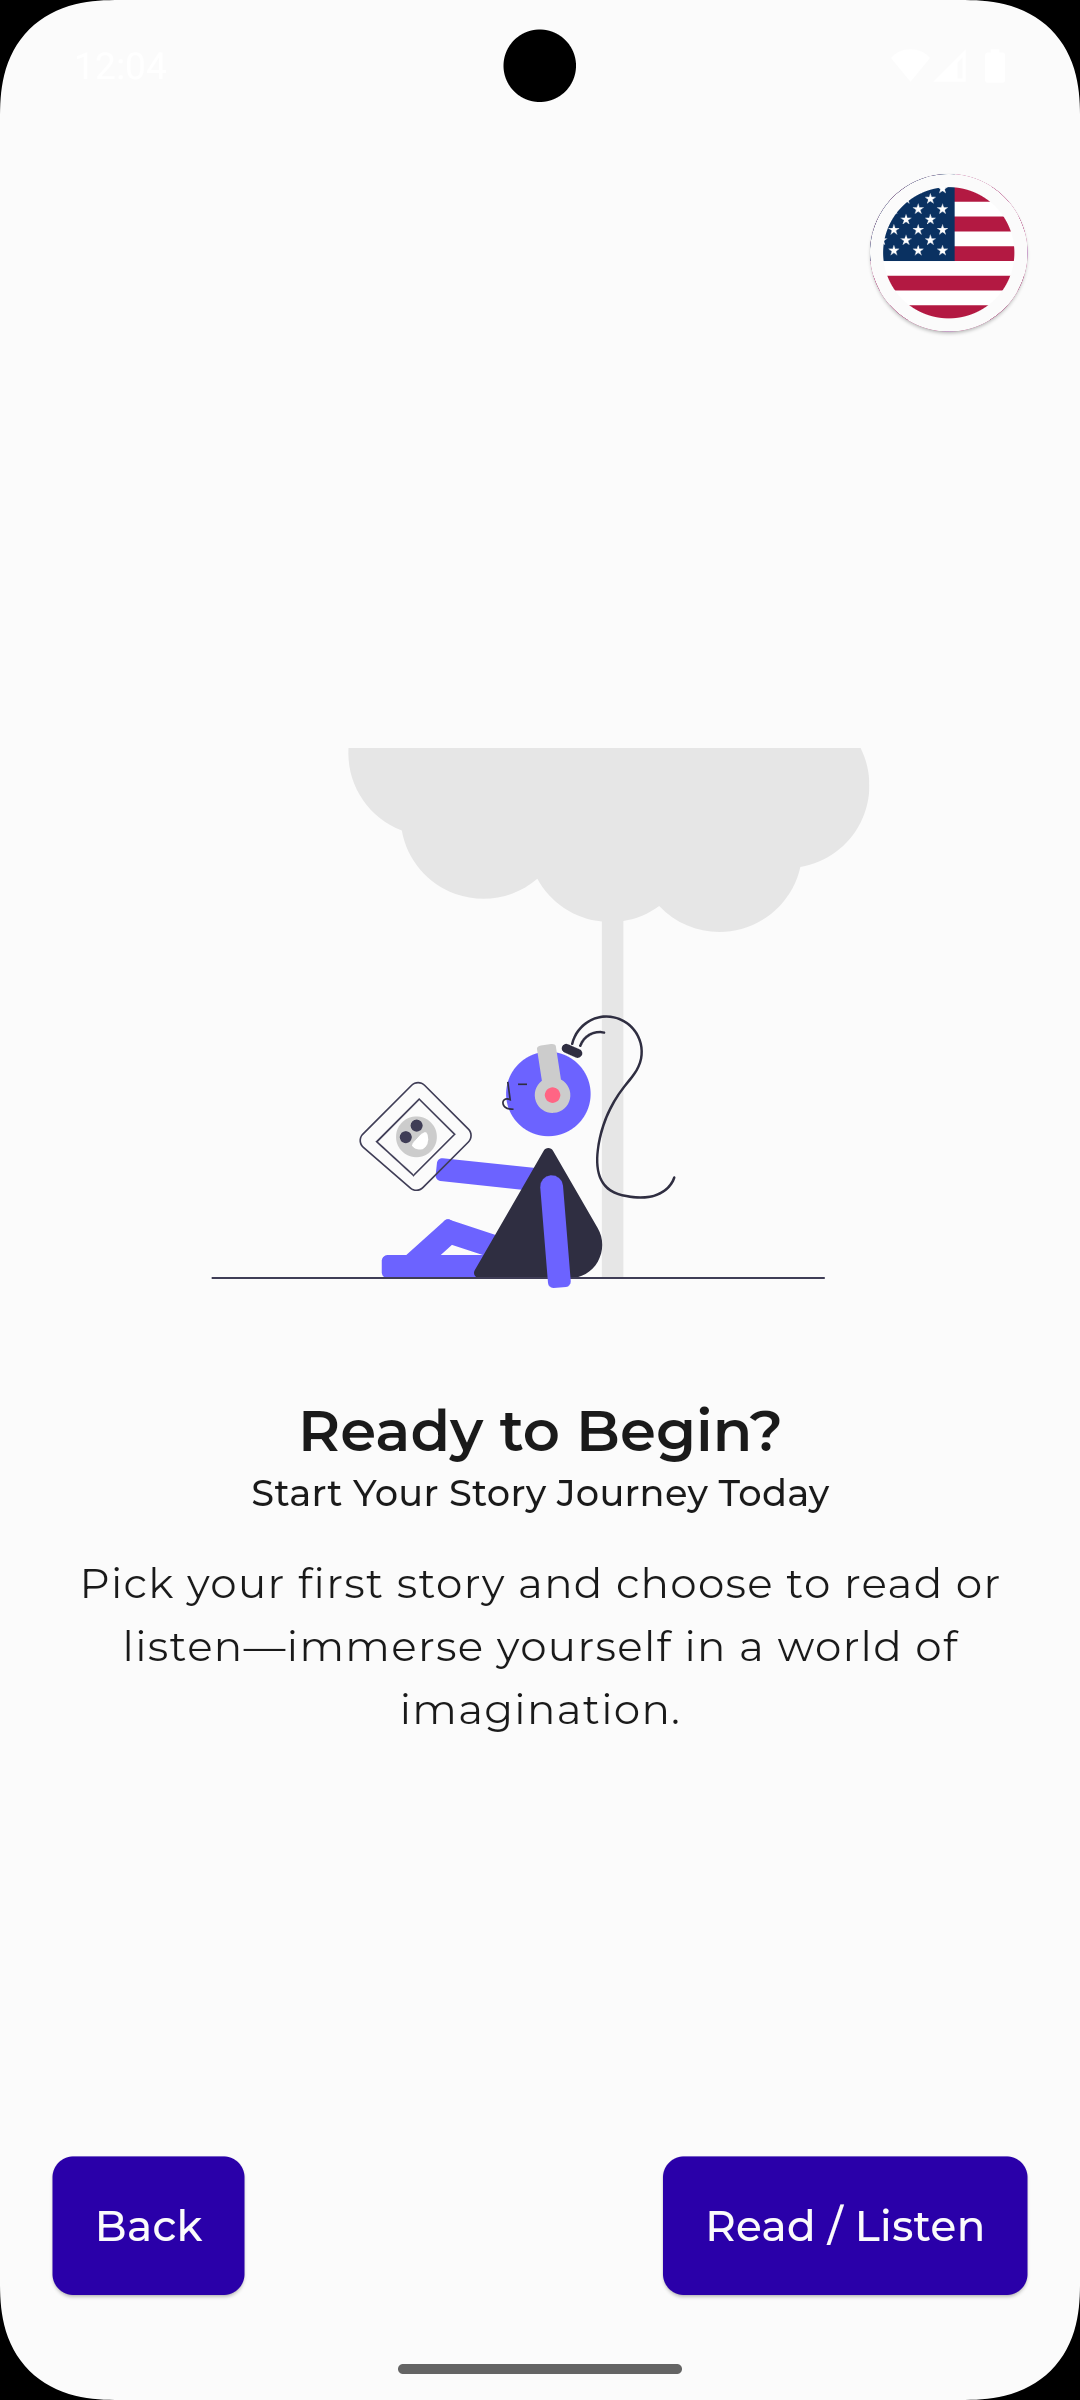 12:04
Ready to Begin?
Start Your Story Journey Today
Pick your first story and choose to read or
listen—immerse yourself in a world of
imagination.
Back
Read / Listen